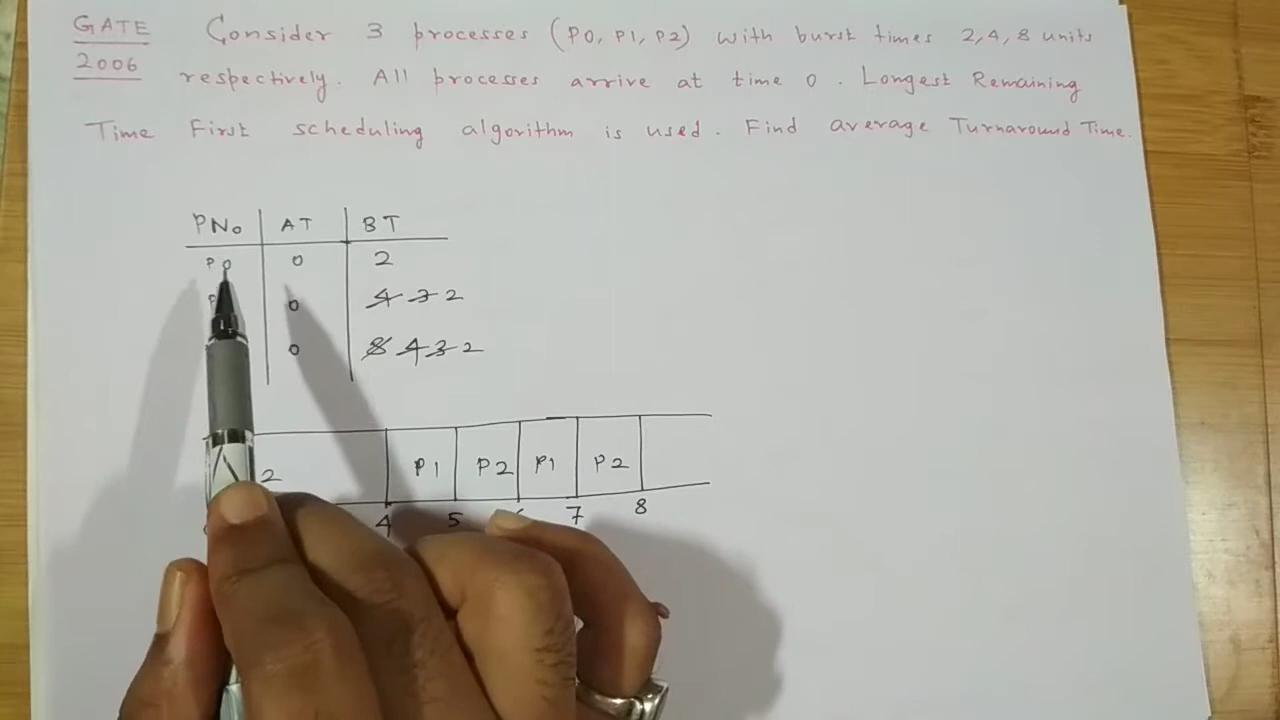 GATE 2006
Consider 3 processes (P0, P1, P2) with burst times 2, 4, 8 units
respectively. All processes arrive at time 0. Longest Remaining
Time First scheduling algorithm is used. Find average Turnaround Time.
PNo AT BT
P0 0 2
P 0 4 3 2
0 8 4 3 2
2 P1 P2 P1 P2
4 5 7 8